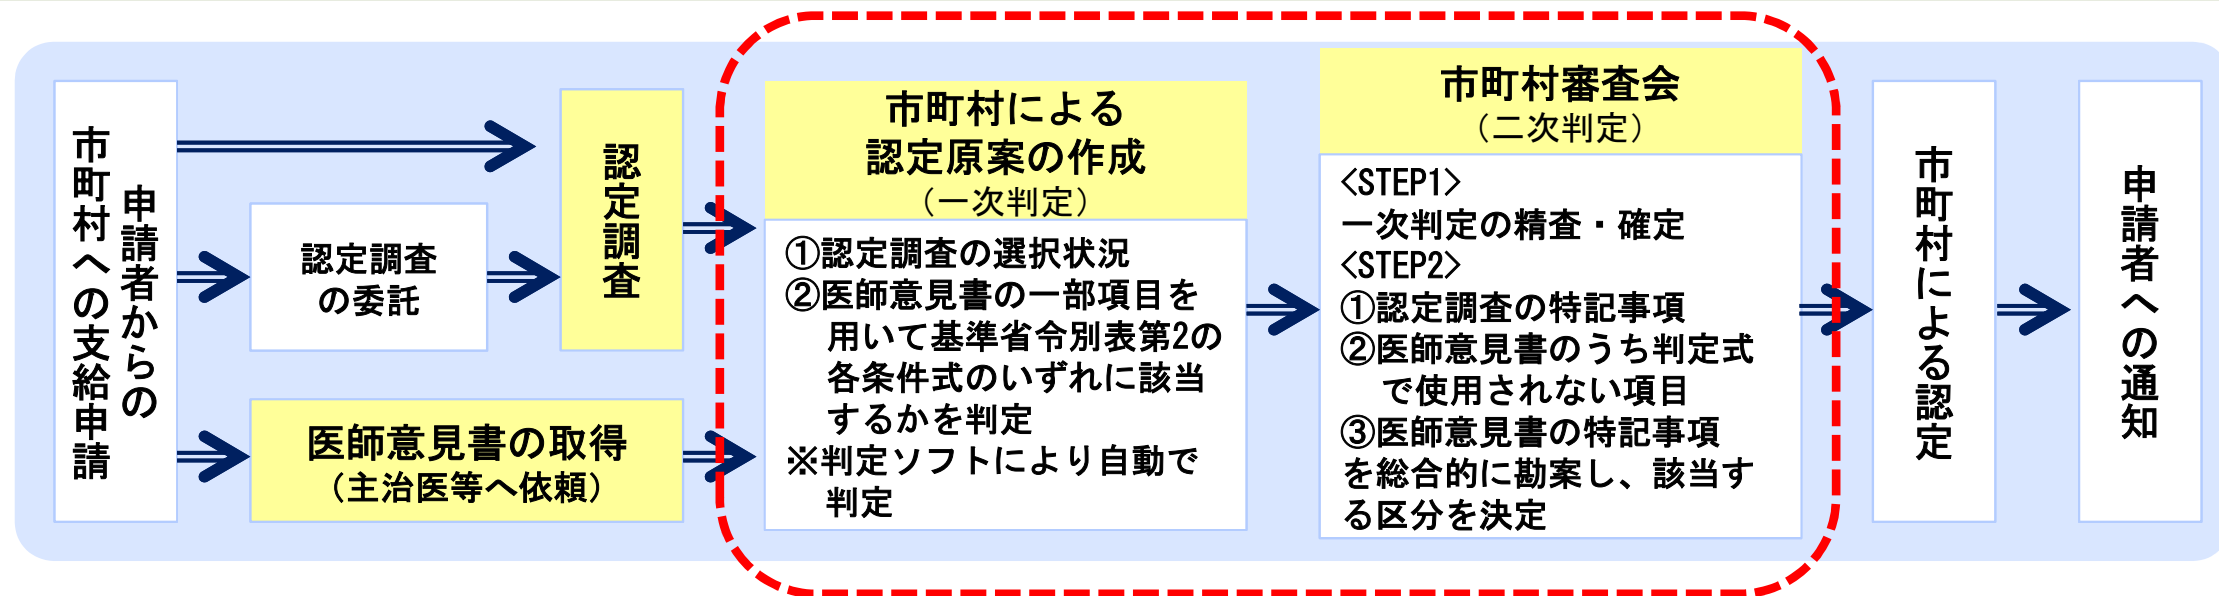 申請者からの
市町村への支給申請
認定調査
の委託
医師意見書の取得
（主治医等へ依頼）
認定調査
市町村による
認定原案の作成
（一次判定）
①認定調査の選択状況
②医師意見書の一部項目を
用いて基準省令別表第2の
各条件式のいずれに該当
するかを判定
※判定ソフトにより自動で
判定
市町村審査会
（二次判定）
<STEP1>
一次判定の精査・確定
<STEP2>
①認定調査の特記事項
②医師意見書のうち判定式
で使用されない項目
③医師意見書の特記事項
を総合的に勘案し、該当す
る区分を決定
市町村による認定
申請者への通知